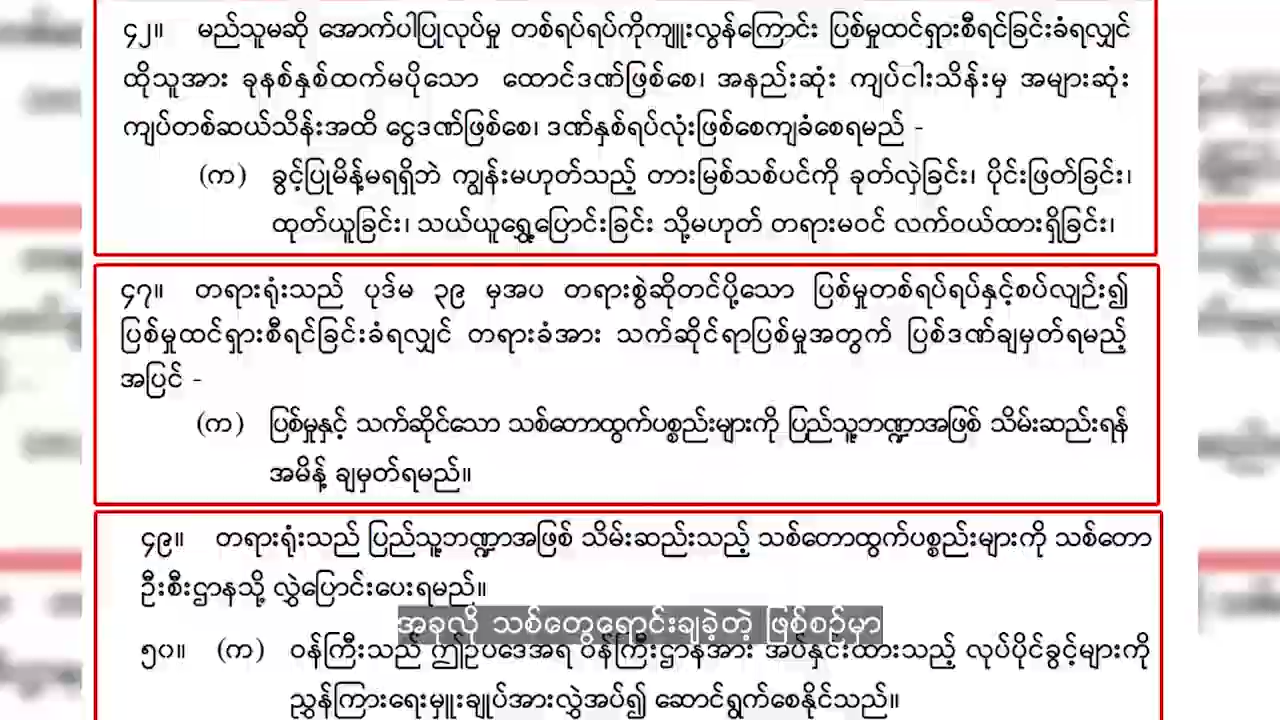 ၄၂။ မည်သူမဆို အောက်ပါပြုလုပ်မှု တစ်ရပ်ရပ်ကိုကျူးလွန်ကြောင်း ပြစ်မှုထင်ရှားစီရင်ခြင်းခံရလျှင်
ထိုသူအား ခုနစ်နှစ်ထက်မပိုသော ထောင်ဒဏ်ဖြစ်စေ၊ အနည်းဆုံး ကျပ်ငါးသိန်းမှ အများဆုံး
ကျပ်တစ်ဆယ်သိန်းအထိ ငွေဒဏ်ဖြစ်စေ၊ ဒဏ်နှစ်ရပ်လုံးဖြစ်စေကျခံစေရမည် -
(က) ခွင့်ပြုမိန့်မရရှိဘဲ ကျွန်းမဟုတ်သည့် တားမြစ်သစ်ပင်ကို ခုတ်လှဲခြင်း၊ ပိုင်းဖြတ်ခြင်း၊
ထုတ်ယူခြင်း၊ သယ်ယူရွှေ့ပြောင်းခြင်း သို့မဟုတ် တရားမဝင် လက်ဝယ်ထားရှိခြင်း၊
၄၇။ တရားရုံးသည် ပုဒ်မ ၃၉ မှအပ တရားစွဲဆိုတင်ပို့သော ပြစ်မှုတစ်ရပ်ရပ်နှင့်စပ်လျဉ်း၍
ပြစ်မှုထင်ရှားစီရင်ခြင်းခံရလျှင် တရားခံအား သက်ဆိုင်ရာပြစ်မှုအတွက် ပြစ်ဒဏ်ချမှတ်ရမည့်
အပြင် -
(က) ပြစ်မှုနှင့် သက်ဆိုင်သော သစ်တောထွက်ပစ္စည်းများကို ပြည်သူ့ဘဏ္ဍာအဖြစ် သိမ်းဆည်းရန်
အမိန့် ချမှတ်ရမည်။
၄၉။ တရားရုံးသည် ပြည်သူ့ဘဏ္ဍာအဖြစ် သိမ်းဆည်းသည့် သစ်တောထွက်ပစ္စည်းများကို သစ်တော
ဦးစီးဌာနသို့ လွှဲပြောင်းပေးရမည်။
အခုလို သစ်တွေရောင်းချခဲ့တဲ့ ဖြစ်စဉ်မှာ
၅၀။ (က) ဝန်ကြီးသည် ဤဥပဒေအရ ဝန်ကြီးဌာနအား အပ်နှင်းထားသည့် လုပ်ပိုင်ခွင့်များကို
ညွှန်ကြားရေးမှူးချုပ်အားလွှဲအပ်၍ ဆောင်ရွက်စေနိုင်သည်။